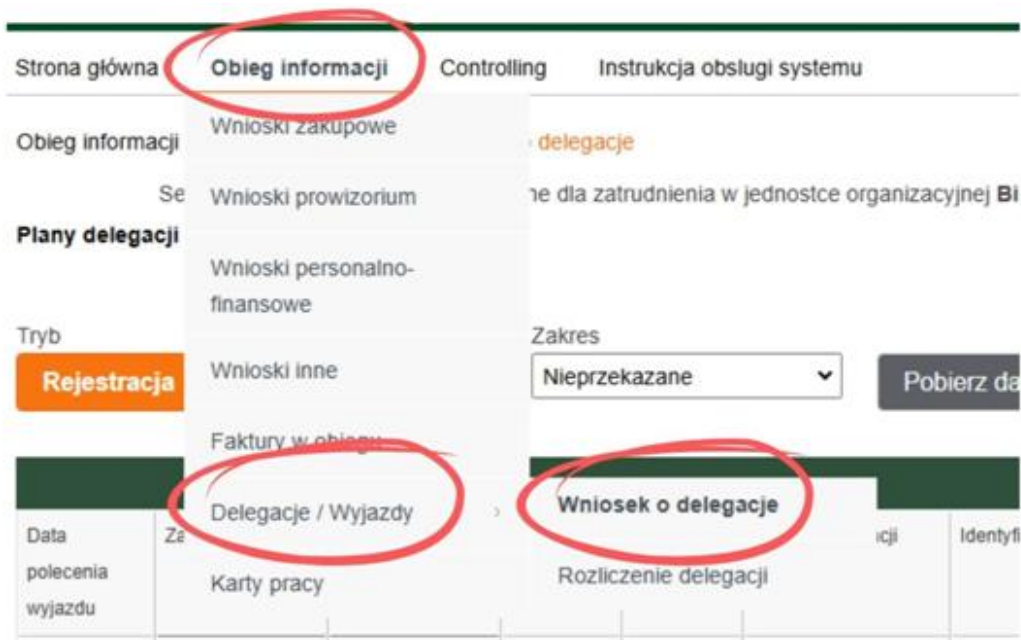 Strona główna Obieg informacji Controlling Instrukcja obslugi systemu
Obieg informacji delegacje
Wnioski zakupowe
Wnioski prowizorium
dla zatrudnienia w jednostce organizacyjnej
Plany delegacji
Wnioski personalno-
finansowe
Tryb Zakres
Rejestracja
Wnioski inne
Nieprzekazane
Pobierz
Faktury w obiegu
Delegacje / Wyjazdy
Wniosek o delegacje
Data
polecenia
wyjazdu
Karty pracy
Rozliczenie delegacji